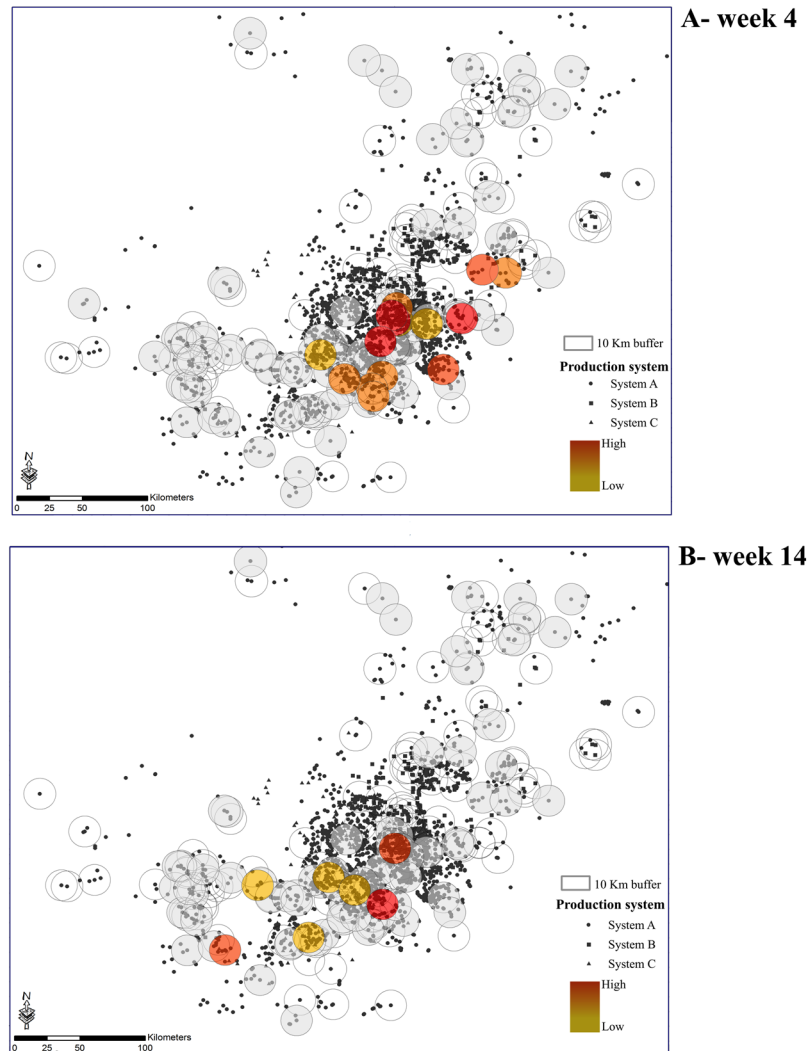 A- week 4
10 Km buffer
Production system
System A
System B
System C
High
Low
N
Kilometers
0 25 50 100
B- week 14
10 Km buffer
Production system
System A
System B
System C
High
Low
N
Kilometers
0 25 50 100